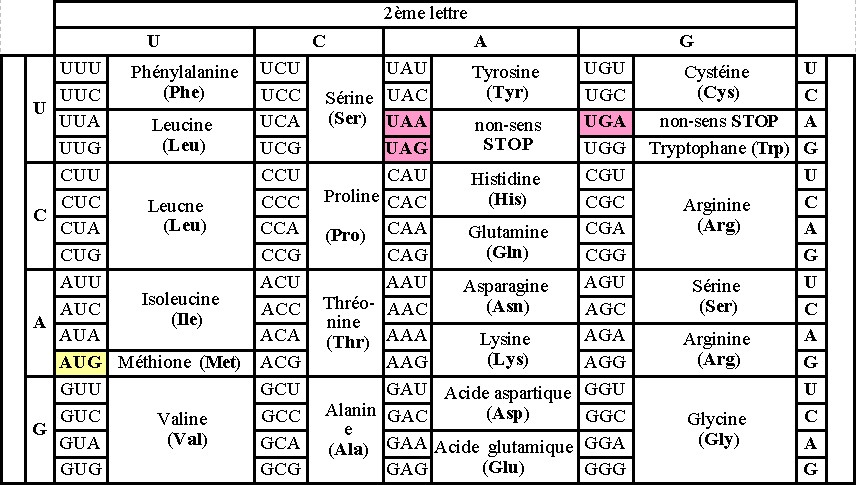 2ème lettre
U C A G
U UUU Phénylalanine (Phe) UCU Sérine (Ser) UAU Tyrosine (Tyr) UGU Cystéine (Cys) U
UUC UCC UAC UGC C
UUA Leucine (Leu) UCA UAA non-sens STOP UGA non-sens STOP A
UUG UCG UAG UGG Tryptophane (Trp) G
C CUU Leucne (Leu) CCU Proline (Pro) CAU Histidine (His) CGU Arginine (Arg) U
CUC CCC CAC CGC C
CUA CCA CAA Glutamine (Gln) CGA A
CUG CCG CAG CGG G
A AUU Isoleucine (Ile) ACU Thréo-nine (Thr) AAU Asparagine (Asn) AGU Sérine (Ser) U
AUC ACC AAC AGC C
AUA ACA AAA Lysine (Lys) AGA Arginine (Arg) A
AUG Méthione (Met) ACG AAG AGG G
G GUU Valine (Val) GCU Alanin e (Ala) GAU Acide aspartique (Asp) GGU Glycine (Gly) U
GUC GCC GAC GGC C
GUA GCA GAA Acide glutamique (Glu) GGA A
GUG GCG GAG GGG G